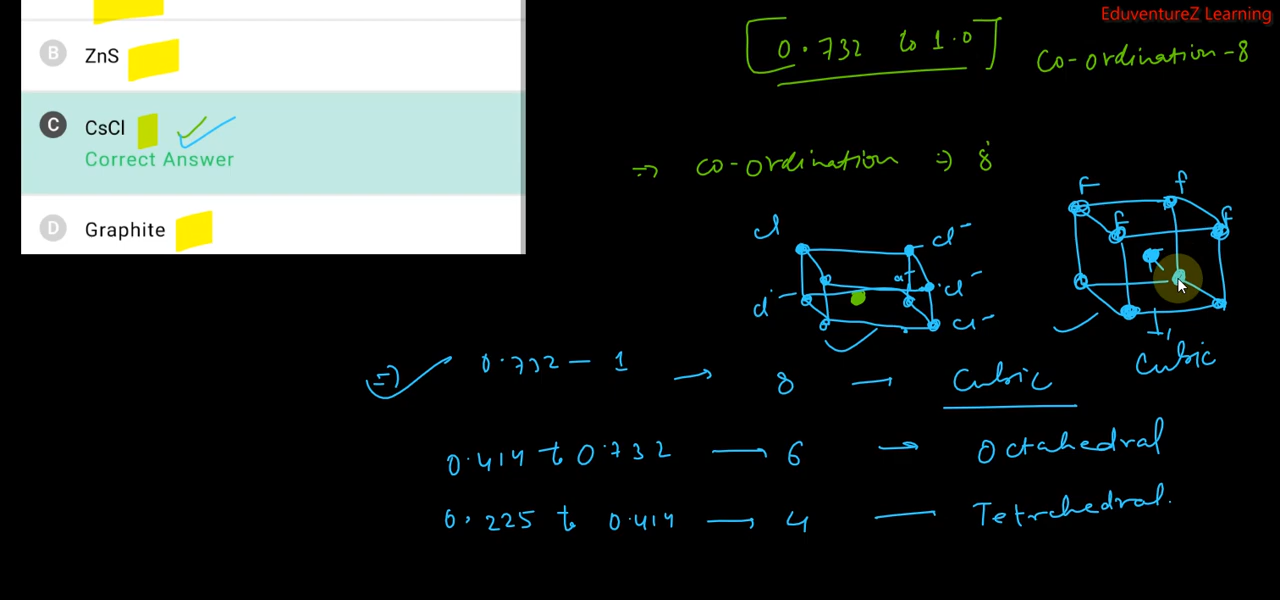 EduventureZ Learning
B ZnS
C CsCl
Correct Answer
D Graphite
[0.732 to 1.0] Co-ordination-8
=> co-ordination => 8
F f
F f
Cl Cl⁻
Cl⁻
Cl⁻ Cl⁻
Cubic
=> 0.732 — 1 → 8 — Cubic
0.414 to 0.732 — 6 → Octahedral
0.225 to 0.414 — 4 — Tetrahedral.